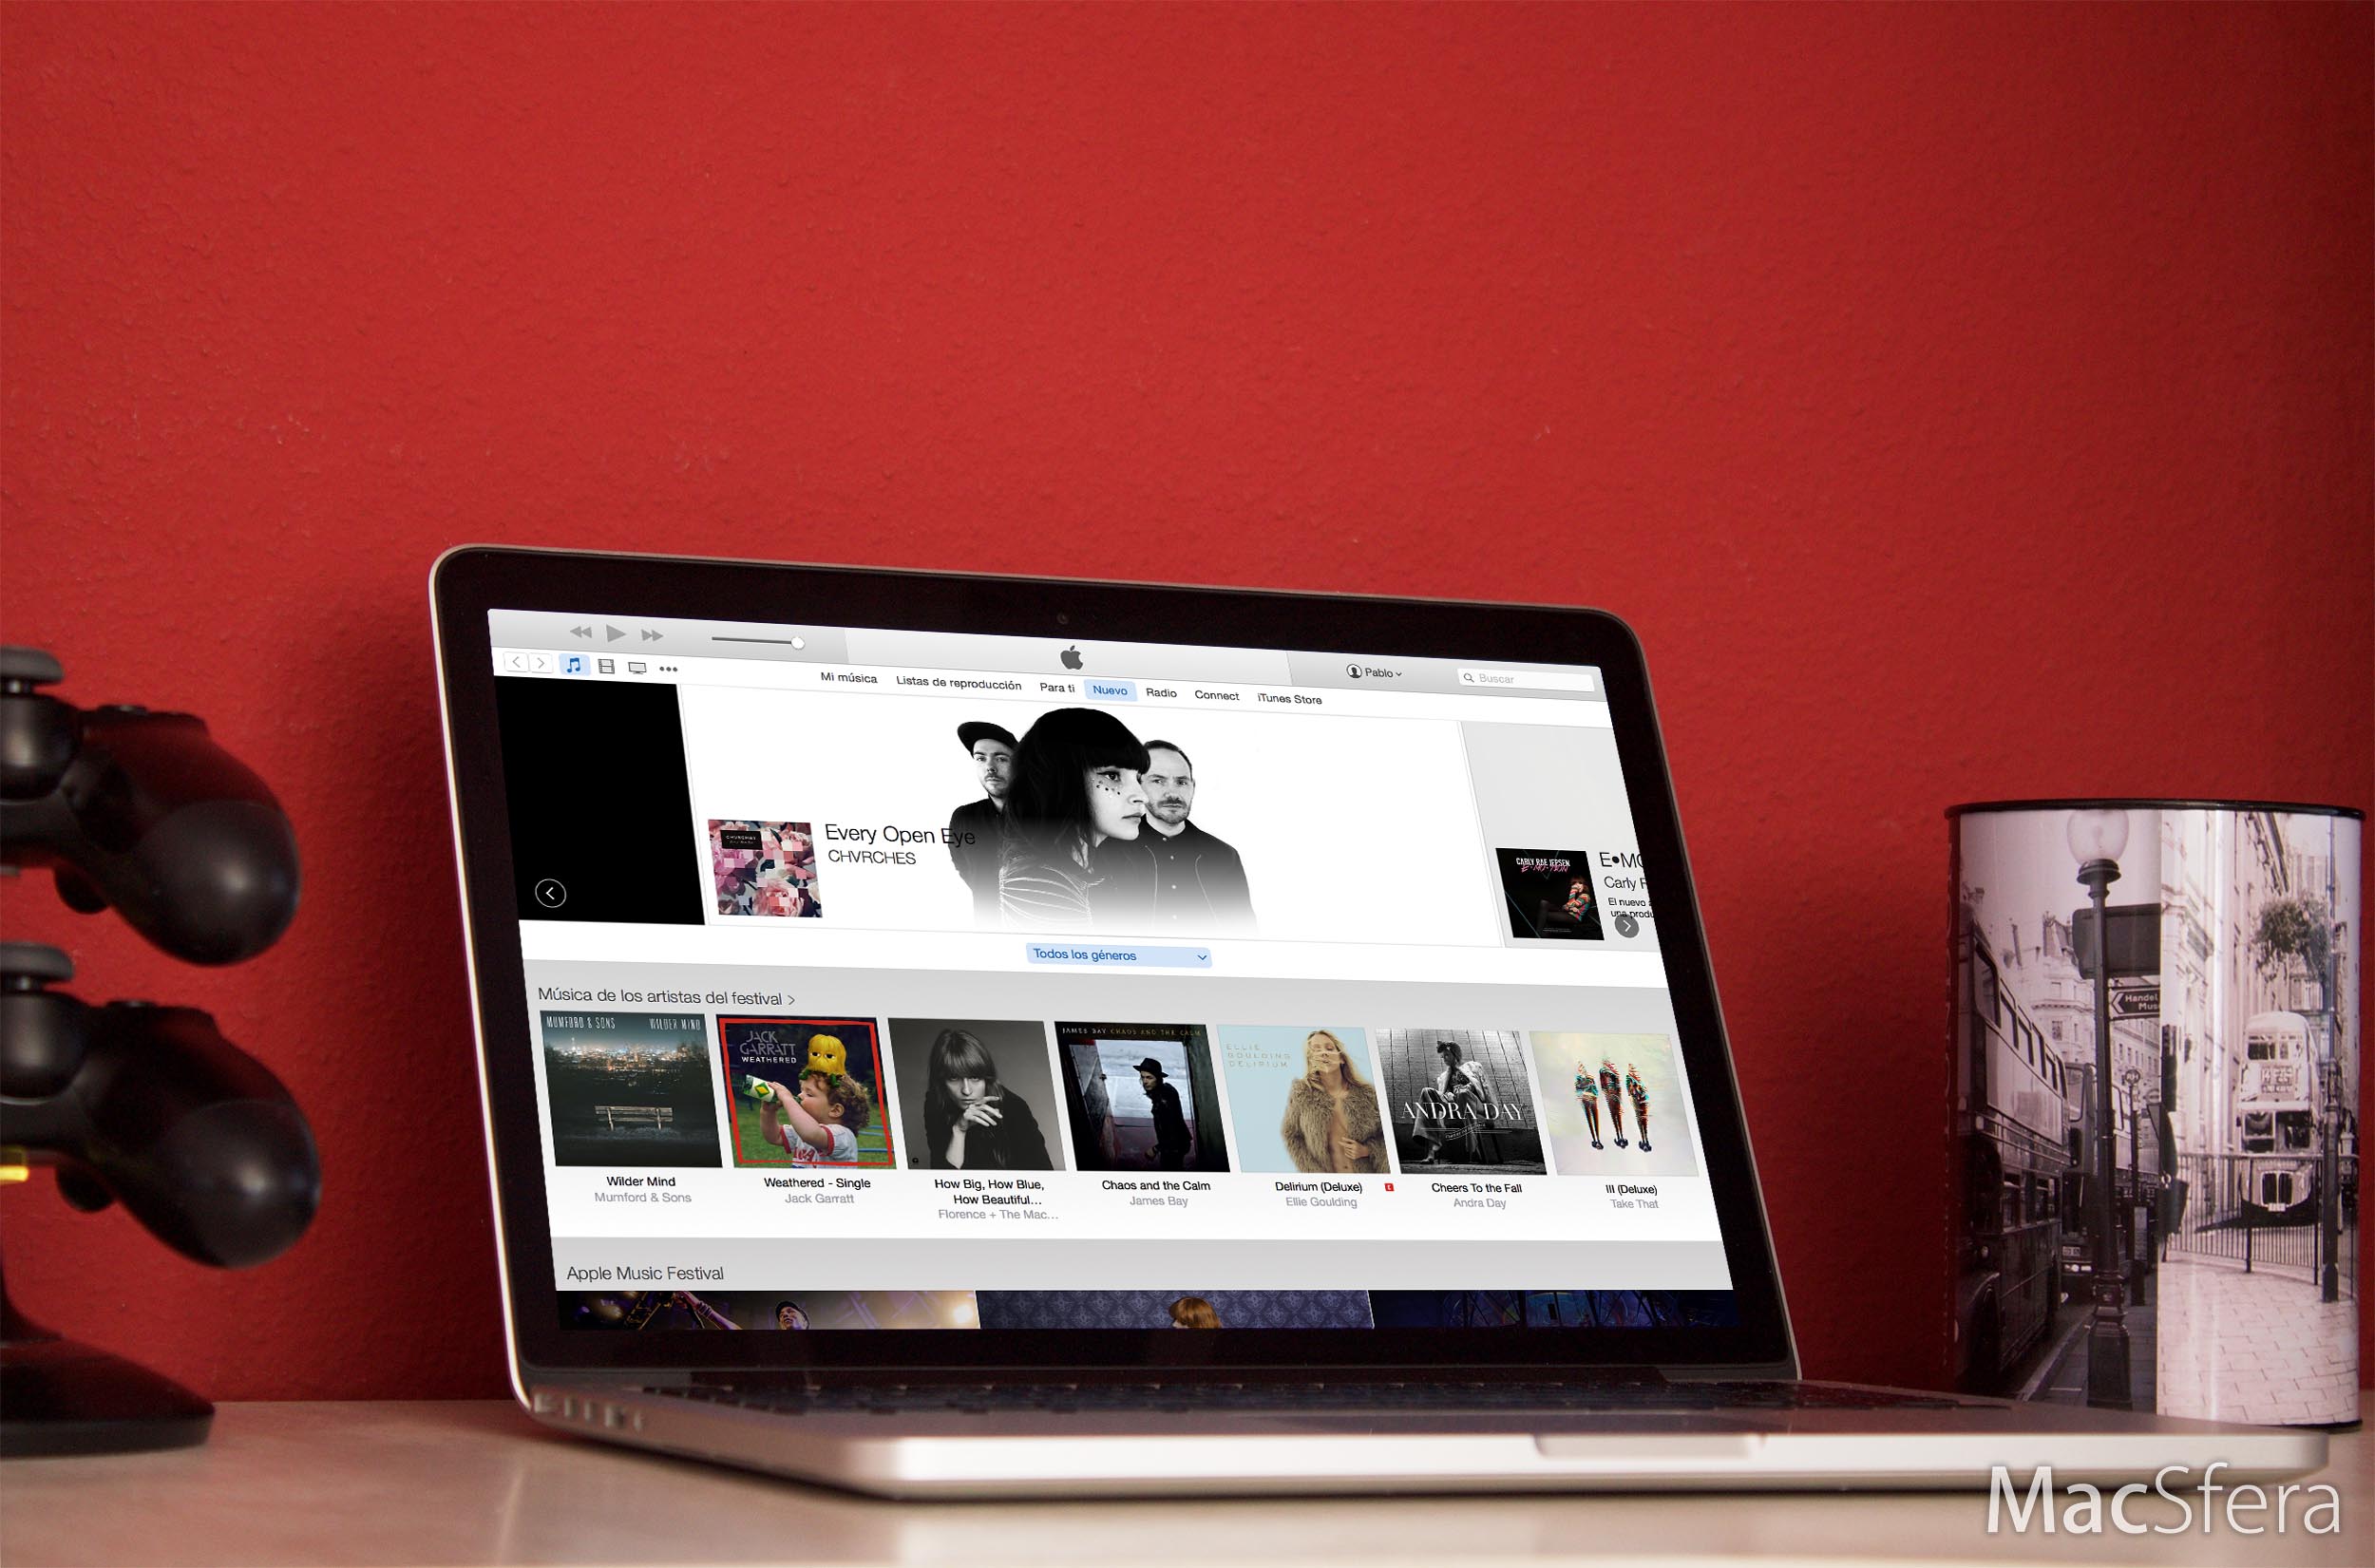 Pablo
Buscar
Mi música
Listas de reproducción
Para ti
Nuevo
Radio
Connect
iTunes Store
Every Open Eye
CHVRCHES
CHVRCHES
CARLY RAE JEPSEN
E•MO•TION
E•MO
Carly R
El nuevo
una produ
Todos los géneros
Música de los artistas del festival >
MUMFORD & SONS WILDER MIND
JACK
GARRATT
WEATHERED
JAMES BAY CHAOS AND THE CALM
ELLIE
GOULDING
DELIRIUM
ANDRA DAY
Wilder Mind
Mumford & Sons
Weathered - Single
Jack Garratt
How Big, How Blue,
How Beautiful...
Florence + The Mac...
Chaos and the Calm
James Bay
Delirium (Deluxe)
E
Ellie Goulding
Cheers To the Fall
Andra Day
III (Deluxe)
Take That
Apple Music Festival
Handel
Mus
MacSfera